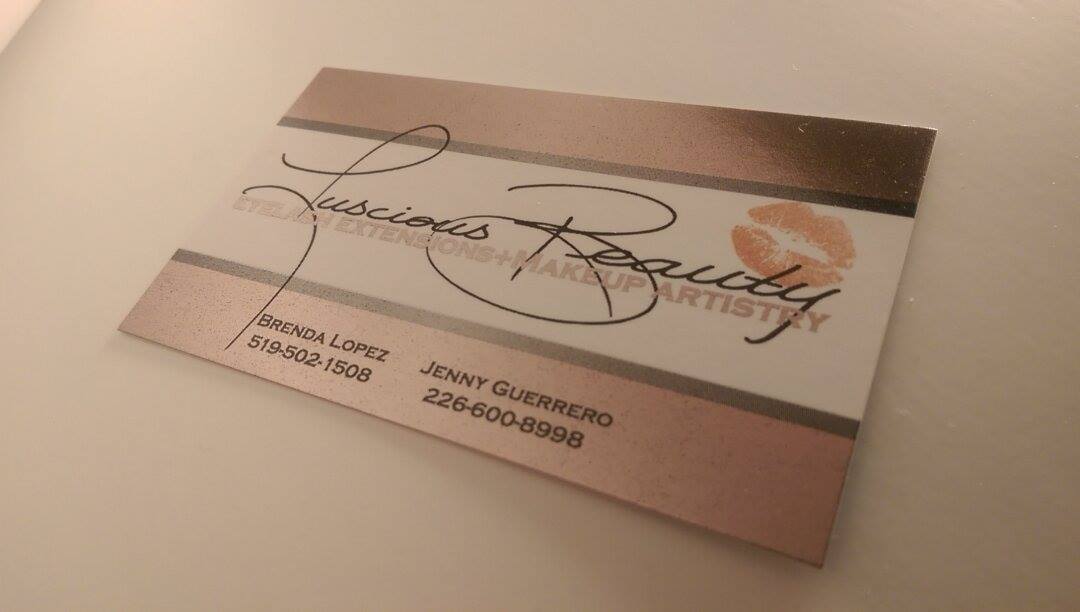 Luscious Beauty
EYELASH EXTENSIONS+MAKEUP ARTISTRY
BRENDA LOPEZ
519-502-1508
JENNY GUERRERO
226-600-8998